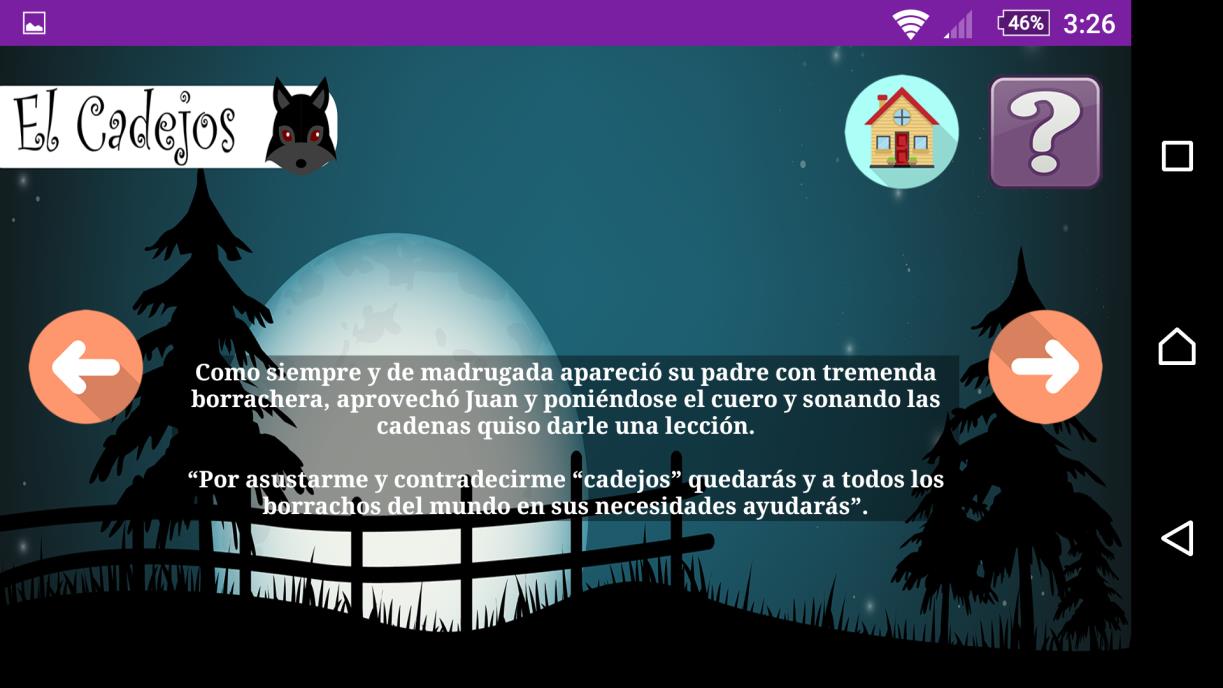 46% 3:26
El Cadejos
?
Como siempre y de madrugada apareció su padre con tremenda
borrachera, aprovechó Juan y poniéndose el cuero y sonando las
cadenas quiso darle una lección.
“Por asustarme y contradecirme “cadejos” quedarás y a todos los
borrachos del mundo en sus necesidades ayudarás”.